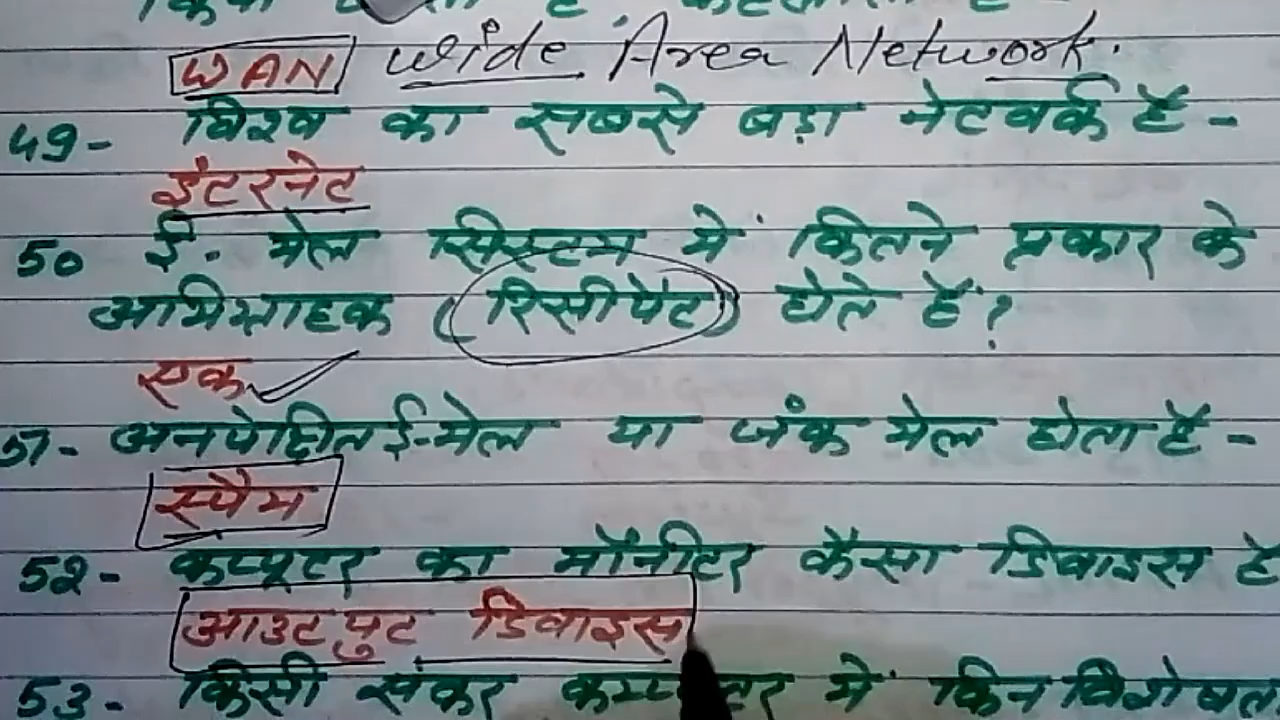 WAN Wide Area Network.
49- विश्व का सबसे बड़ा नेटवर्क है -
इंटरनेट
50 ई. मेल सिस्टम में कितने प्रकार के
अभिग्राहक (रिसीपेंट) होते हैं?
एक
51- अनपेक्षित ई-मेल या जंक मेल होता है -
स्पैम
52- कम्प्यूटर का मॉनीटर कैसा डिवाइस है
आउटपुट डिवाइस
53- किसी संकर कम्प्यूटर में किन